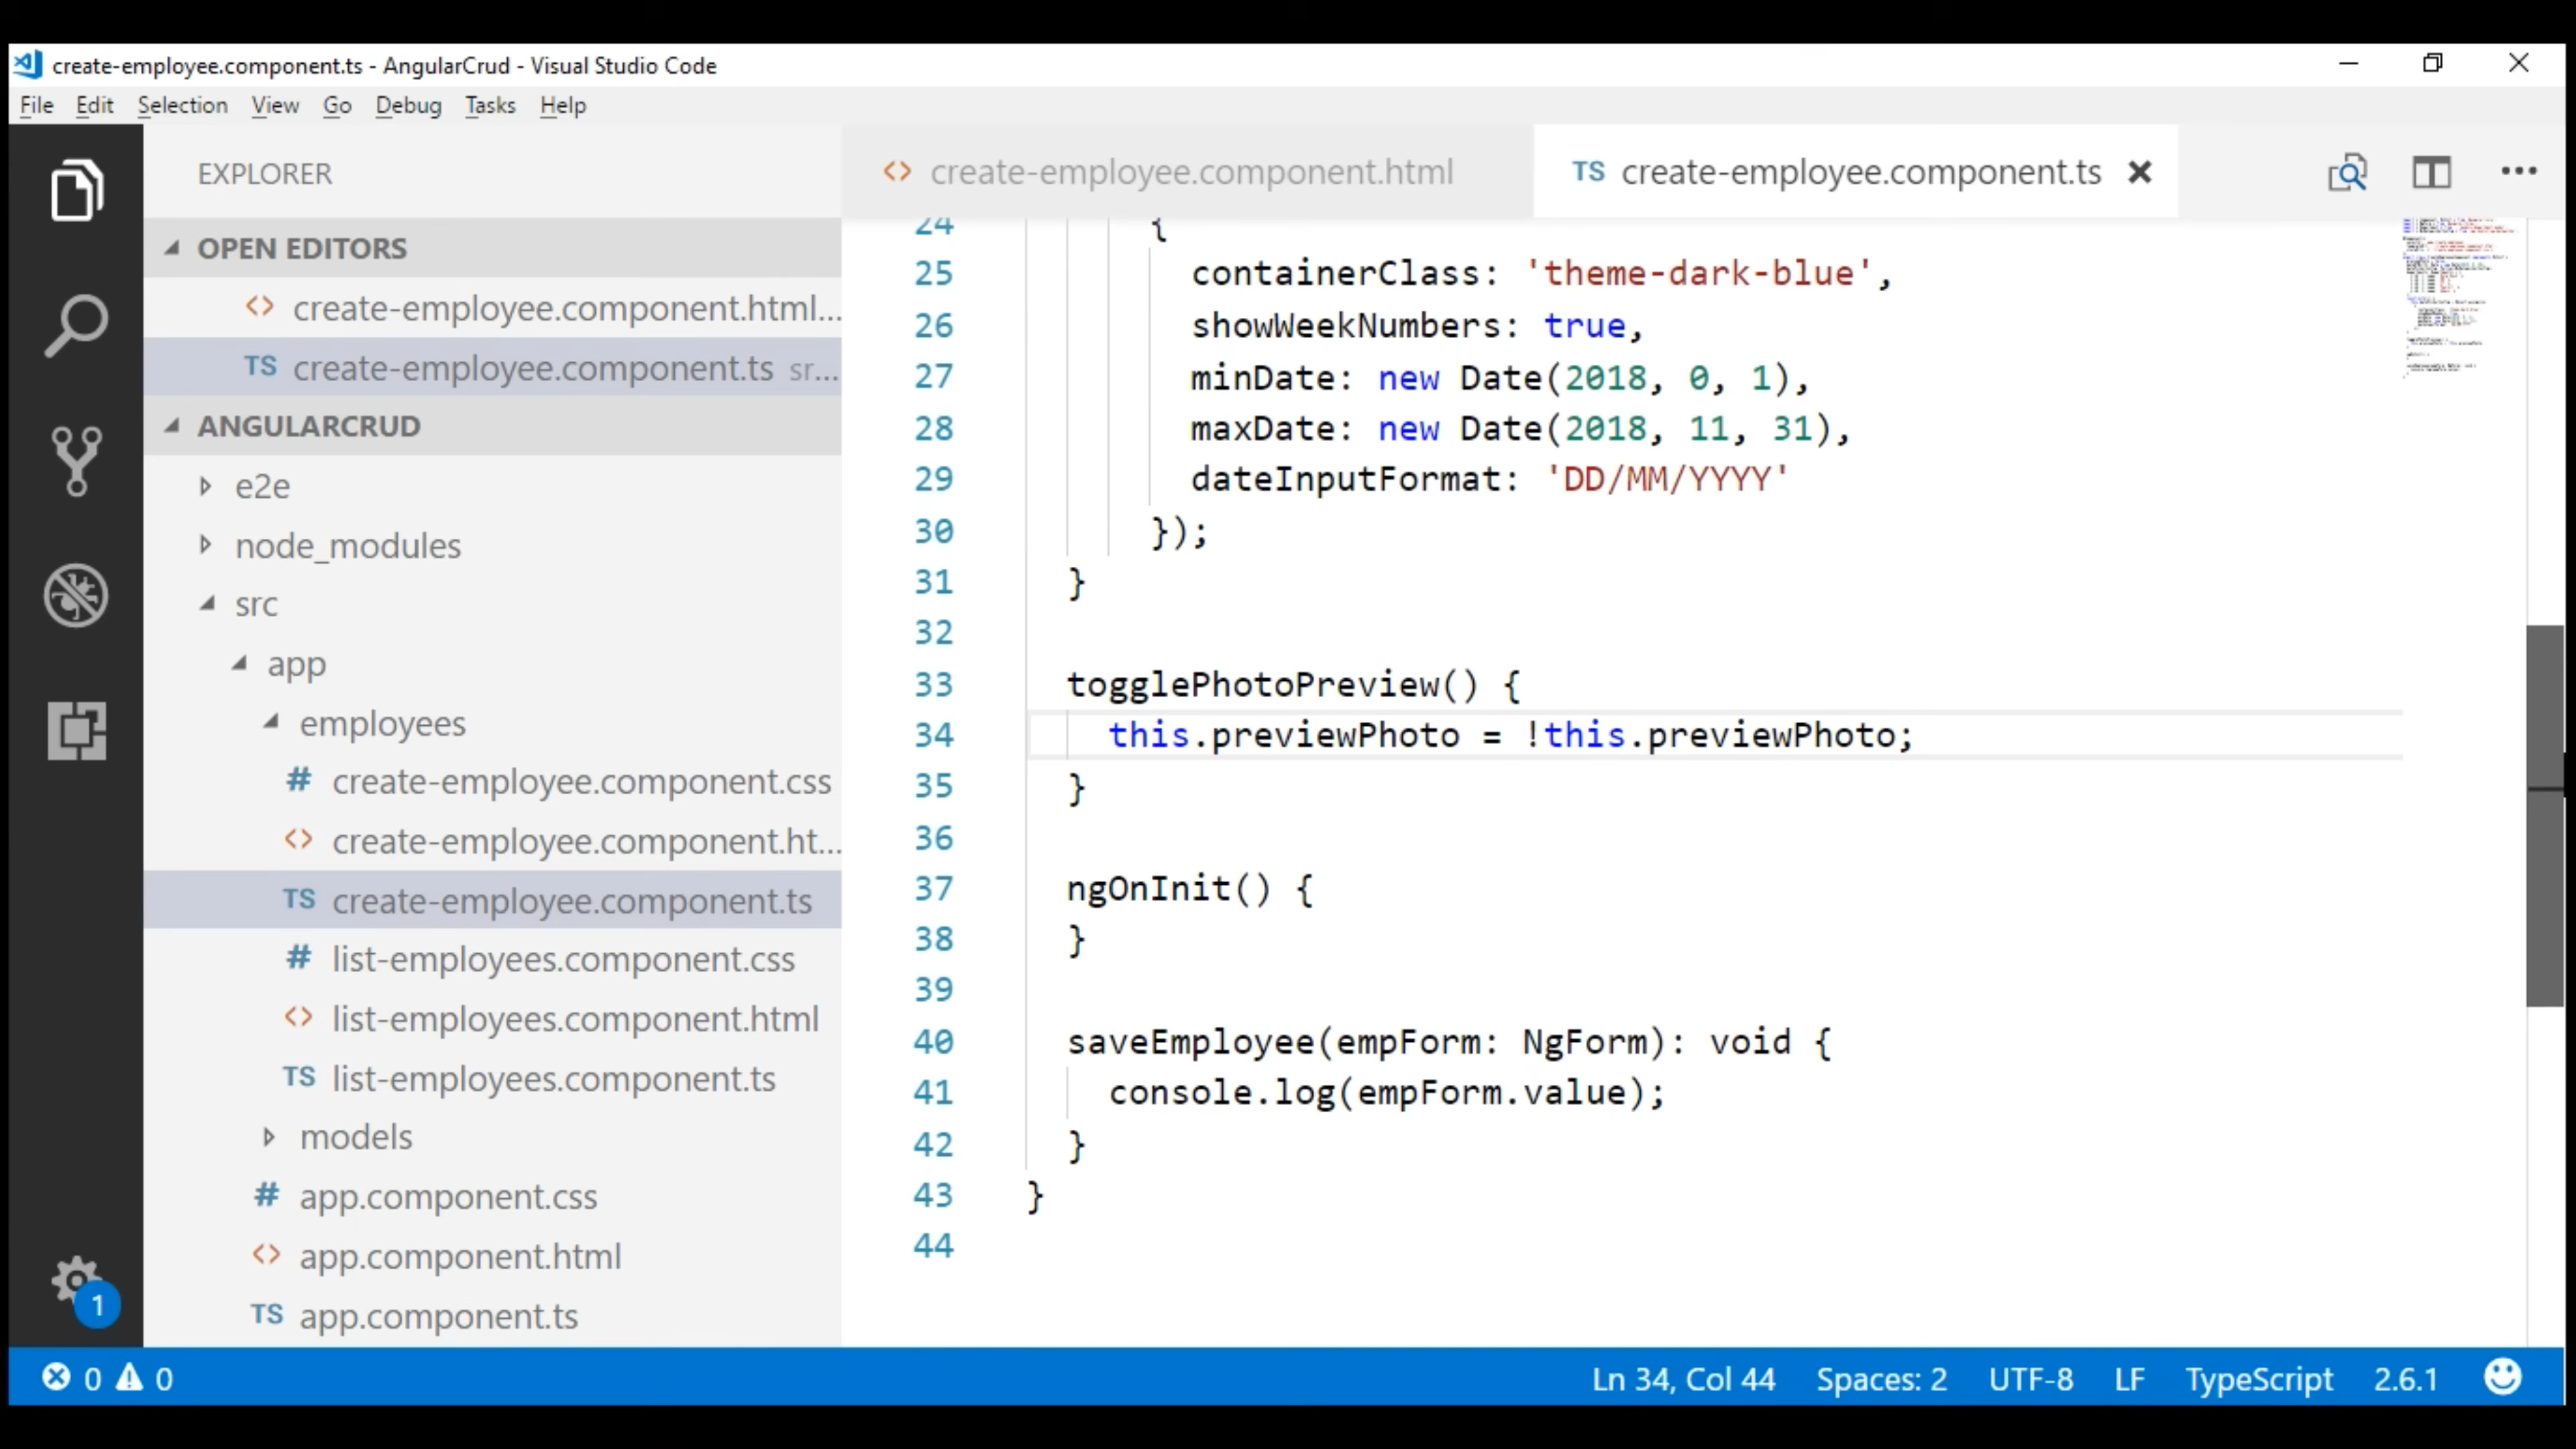 create-employee.component.ts - AngularCrud - Visual Studio Code
File Edit Selection View Go Debug Tasks Help
EXPLORER
OPEN EDITORS
create-employee.component.html...
TS create-employee.component.ts sr...
ANGULARCRUD
e2e
node_modules
src
app
employees
# create-employee.component.css
<> create-employee.component.ht...
TS create-employee.component.ts
# list-employees.component.css
<> list-employees.component.html
TS list-employees.component.ts
models
# app.component.css
<> app.component.html
TS app.component.ts
1
<> create-employee.component.html
TS create-employee.component.ts
24 {
25 containerClass: 'theme-dark-blue',
26 showWeekNumbers: true,
27 minDate: new Date(2018, 0, 1),
28 maxDate: new Date(2018, 11, 31),
29 dateInputFormat: 'DD/MM/YYYY'
30 });
31 }
32
33 togglePhotoPreview() {
34 this.previewPhoto = !this.previewPhoto;
35 }
36
37 ngOnInit() {
38 }
39
40 saveEmployee(empForm: NgForm): void {
41 console.log(empForm.value);
42 }
43 }
44
0 0 Ln 34, Col 44 Spaces: 2 UTF-8 LF TypeScript 2.6.1